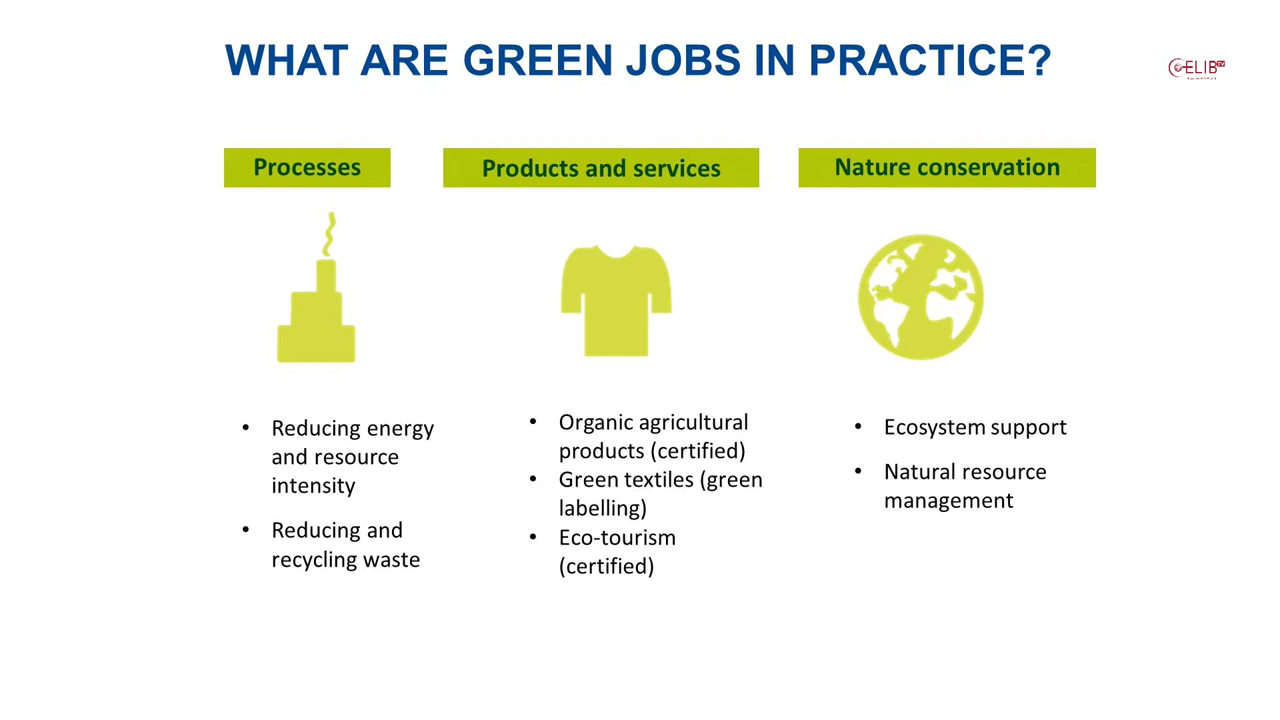 WHAT ARE GREEN JOBS IN PRACTICE?
ELIB TV
Processes
Products and services
Nature conservation
• Reducing energy
and resource
intensity
• Reducing and
recycling waste
• Organic agricultural
products (certified)
• Green textiles (green
labelling)
• Eco-tourism
(certified)
• Ecosystem support
• Natural resource
management